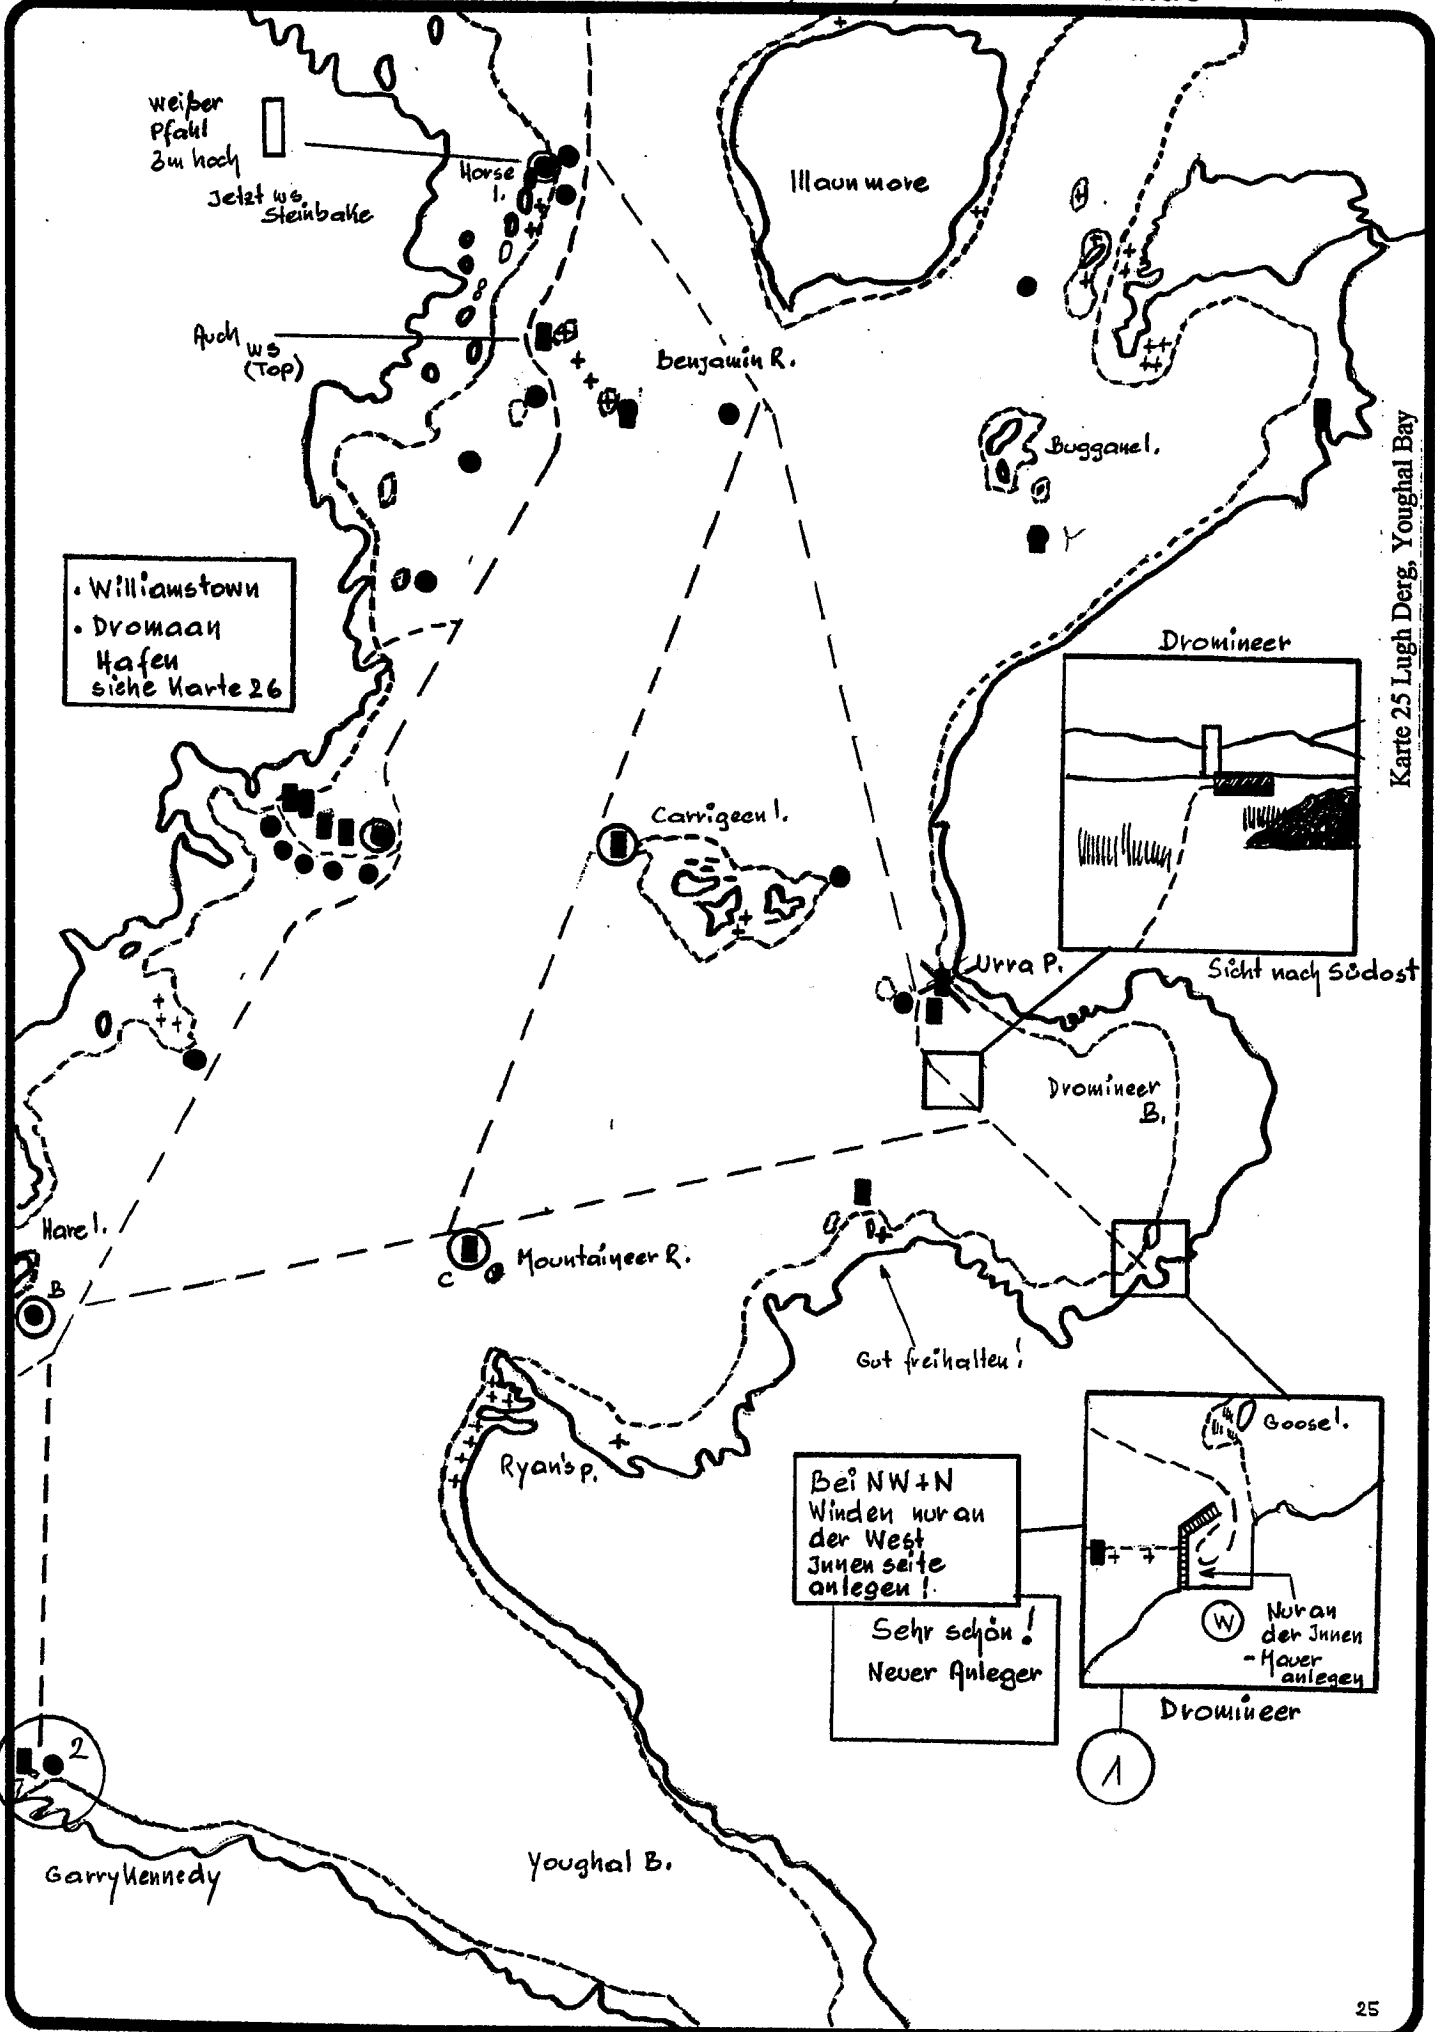 weißer
Pfahl
3m hoch
Jetzt ws.
Steinbake
Horse
I.
Illaunmore
Auch ws
(Top)
Benjamin R.
Buggane I.
Karte 25 Lugh Derg, Youghal Bay
• Williamstown
• Dromaan
Hafen
siehe Karte 26
Dromineer
Sicht nach Südost
Carrigeen I.
Urra P.
Dromineer
B.
Hare I.
B
C
Mountaineer R.
Gut freihalten!
Ryan's P.
Goose I.
Bei NW+N
Winden nur an
der West
Innenseite
anlegen!
Sehr schön!
Neuer Anleger
W
Nur an
der Innen
-Mauer
anlegen
Dromineer
1
2
Garrykennedy
Youghal B.
25